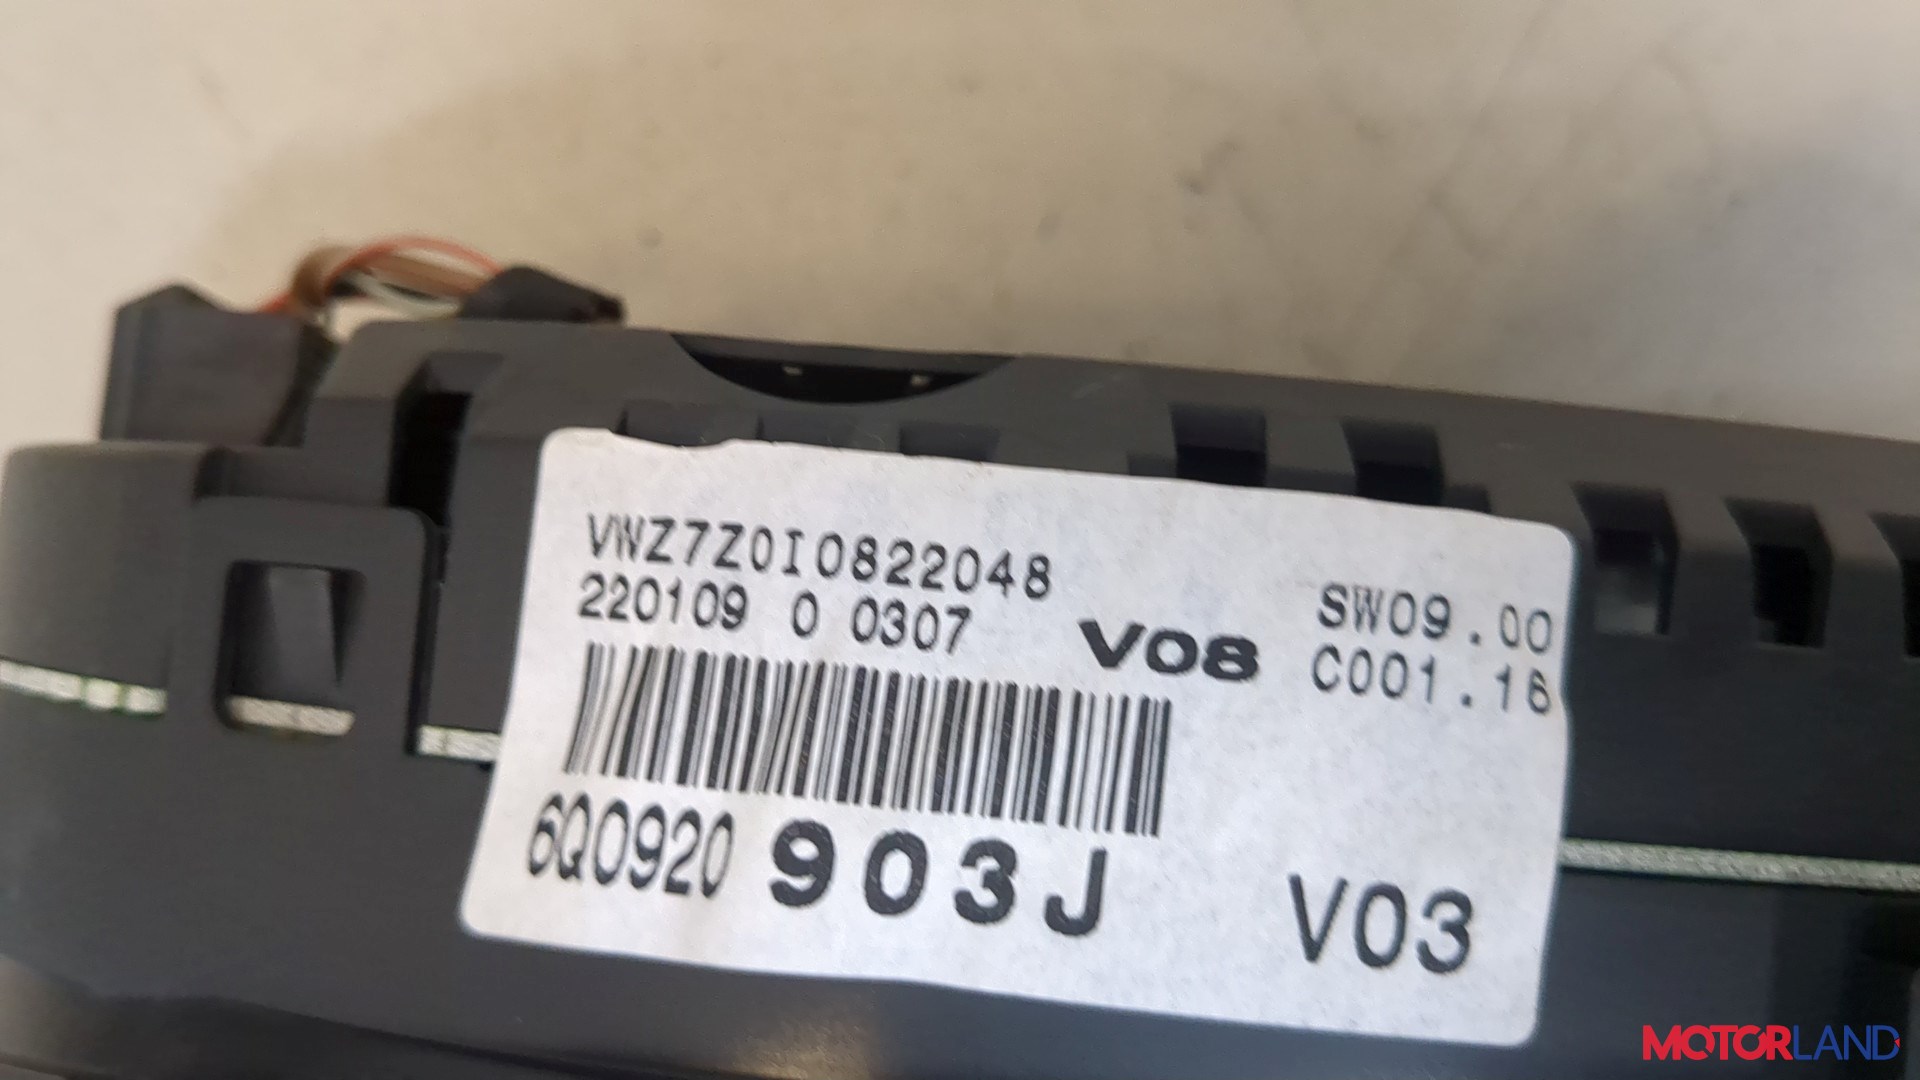 VWZ7Z0I0822048
220109 0 0307
V08
SW09.00
C001.16
6Q0920 903J
V03
MOTORLAND